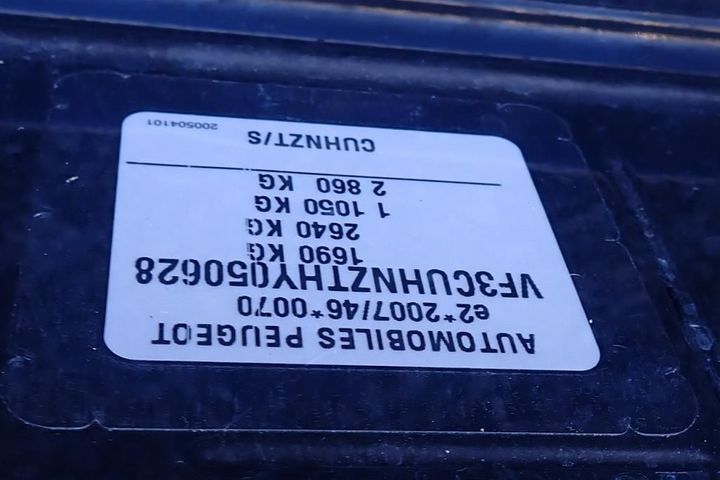 AUTOMOBILES PEUGEOT
e2*2007/46*0070
VF3CUHNZTHY050628
1690 KG
2640 KG
1 1050 KG
2 860 KG
CUHNZT/S
200504101